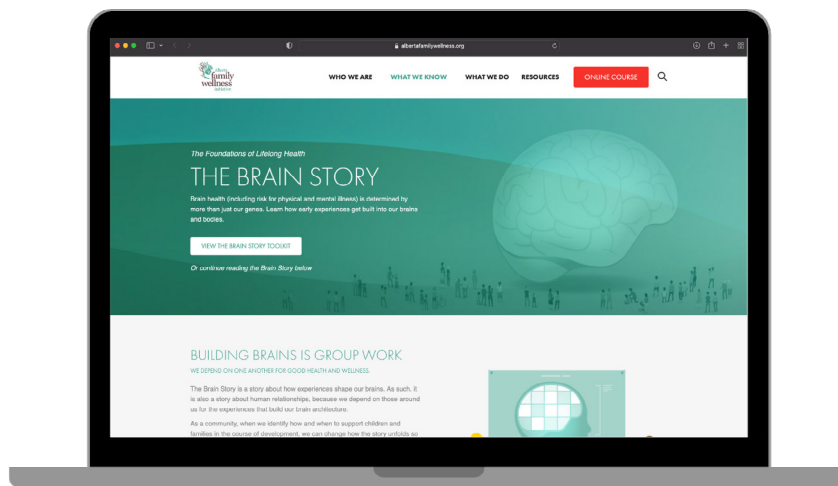 albertafamilywellness.org
alberta
family
wellness
initiative
WHO WE ARE
WHAT WE KNOW
WHAT WE DO
RESOURCES
ONLINE COURSE
The Foundations of Lifelong Health
THE BRAIN STORY
Brain health (including risk for physical and mental illness) is determined by
more than just our genes. Learn how early experiences get built into our brains
and bodies.
VIEW THE BRAIN STORY TOOLKIT
Or continue reading the Brain Story below
BUILDING BRAINS IS GROUP WORK
WE DEPEND ON ONE ANOTHER FOR GOOD HEALTH AND WELLNESS.
The Brain Story is a story about how experiences shape our brains. As such, it
is also a story about human relationships, because we depend on those around
us for the experiences that build our brain architecture.
As a community, when we identify how and when to support children and
families in the course of development, we can change how the story unfolds so